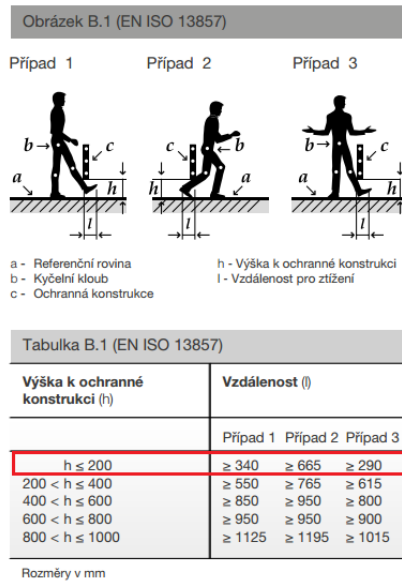 Obrázek B.1 (EN ISO 13857)
Případ 1 Případ 2 Případ 3
b c c b b c
a h h a a h
l l l
a - Referenční rovina
b - Kyčelní kloub
c - Ochranná konstrukce
h - Výška k ochranné konstrukci
l - Vzdálenost pro ztížení
Tabulka B.1 (EN ISO 13857)
Výška k ochranné konstrukci (h) Vzdálenost (l)
Případ 1 Případ 2 Případ 3
h ≤ 200 ≥ 340 ≥ 665 ≥ 290
200 < h ≤ 400 ≥ 550 ≥ 765 ≥ 615
400 < h ≤ 600 ≥ 850 ≥ 950 ≥ 800
600 < h ≤ 800 ≥ 950 ≥ 950 ≥ 900
800 < h ≤ 1000 ≥ 1125 ≥ 1195 ≥ 1015
Rozměry v mm